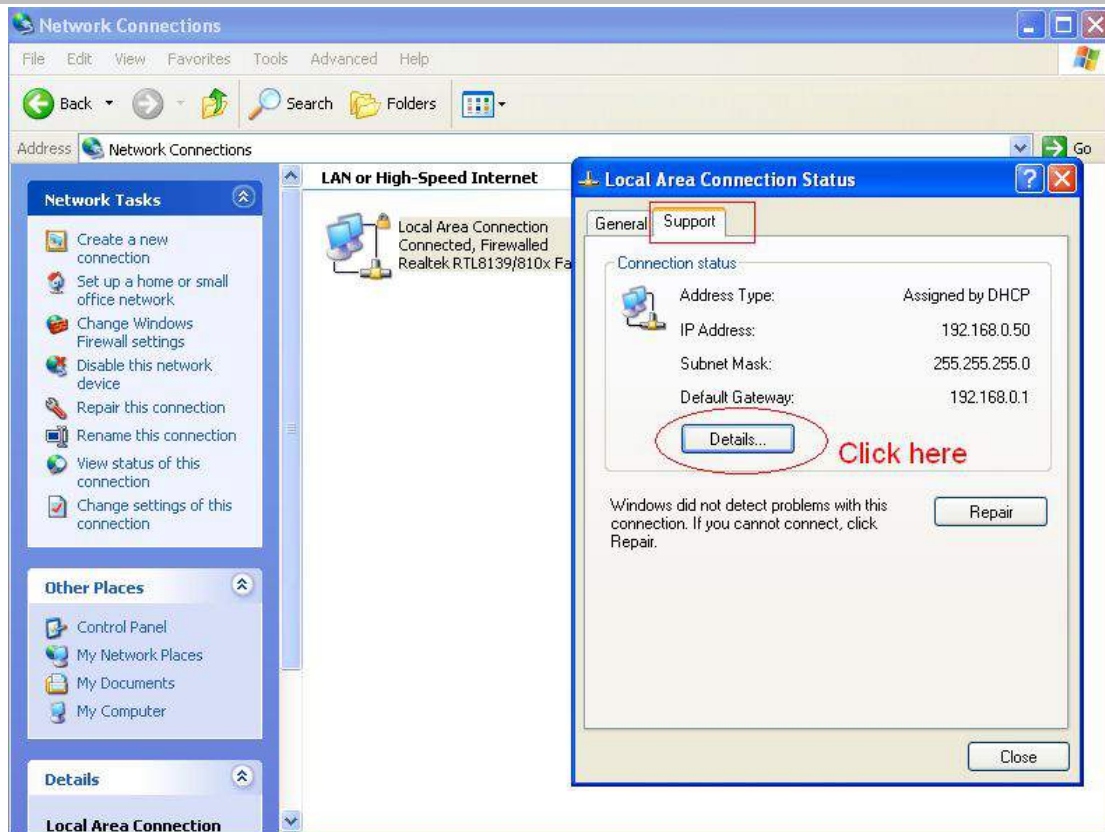 Network Connections
File Edit View Favorites Tools Advanced Help
Back Search Folders
Address Network Connections Go
Network Tasks
Create a new
connection
Set up a home or small
office network
Change Windows
Firewall settings
Disable this network
device
Repair this connection
Rename this connection
View status of this
connection
Change settings of this
connection
Other Places
Control Panel
My Network Places
My Documents
My Computer
Details
Local Area Connection
LAN or High-Speed Internet
Local Area Connection
Connected, Firewalled
Realtek RTL8139/810x Fa
Local Area Connection Status
General Support
Connection status
Address Type: Assigned by DHCP
IP Address: 192.168.0.50
Subnet Mask: 255.255.255.0
Default Gateway: 192.168.0.1
Details...
Click here
Windows did not detect problems with this
connection. If you cannot connect, click
Repair.
Repair
Close